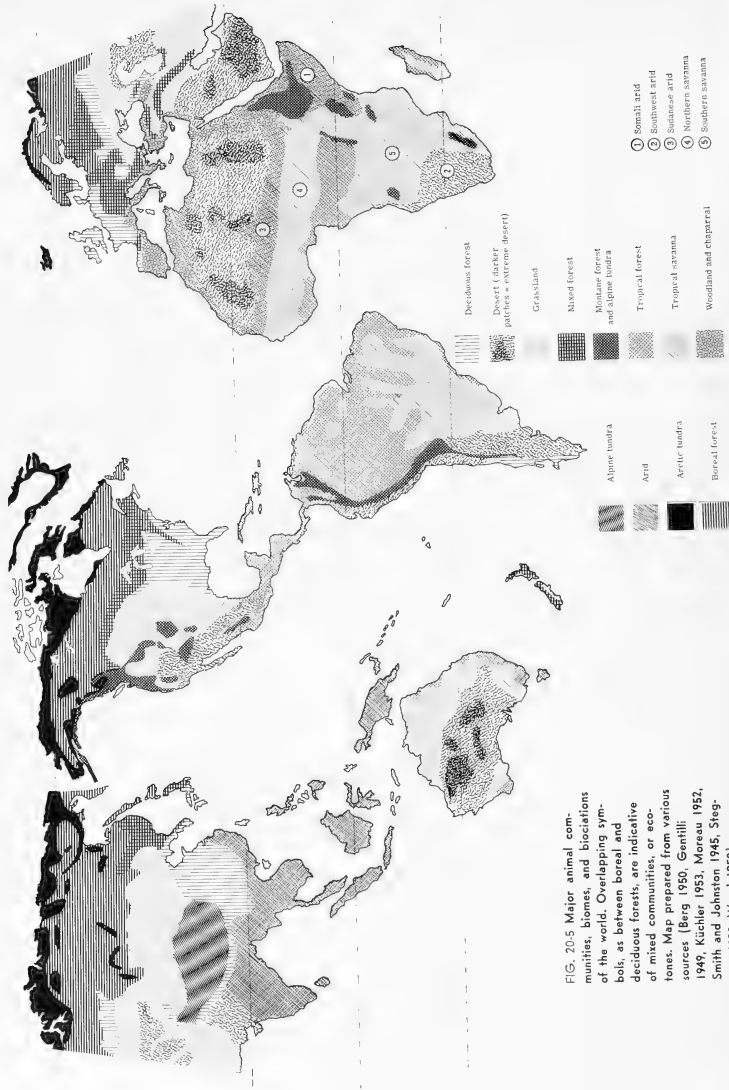 FIG. 20-5 Major animal com-
munities, biomes, and biociations
of the world. Overlapping sym-
bols, as between boreal and
deciduous forests, are indicative
of mixed communities, or eco-
tones. Map prepared from various
sources (Berg 1950, Gentilli
1949, Küchler 1953, Moreau 1952,
Smith and Johnston 1945, Steg-
Alpine tundra
Arid
Arctic tundra
Boreal forest
Deciduous forest
Desert ( darker
patches = extreme desert)
Grassland
Mixed forest
Montane forest
and alpine tundra
Tropical forest
Tropical savanna
Woodland and chaparral
① Somali arid
② Southwest arid
③ Sudanese arid
④ Northern savanna
⑤ Southern savanna
①
②
③
④
⑤